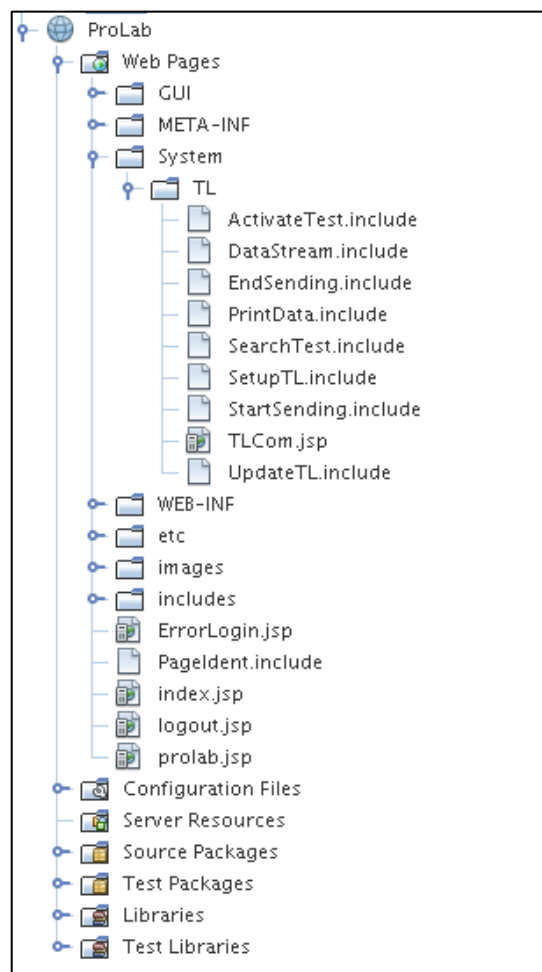 ProLab
Web Pages
GUI
META-INF
System
TL
ActivateTest.include
DataStream.include
EndSending.include
PrintData.include
SearchTest.include
SetupTL.include
StartSending.include
TLCom.jsp
UpdateTL.include
WEB-INF
etc
images
includes
ErrorLogin.jsp
PageIdent.include
index.jsp
logout.jsp
prolab.jsp
Configuration Files
Server Resources
Source Packages
Test Packages
Libraries
Test Libraries